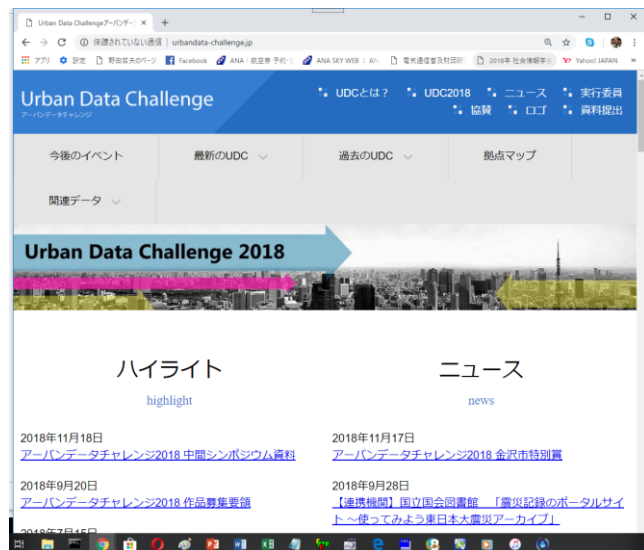 Urban Data Challengeアーバンデー
保護されていない通信 | urbandata-challenge.jp
アプリ 設定 野田哲夫のページ Facebook ANA｜航空券 予約･ ANA SKY WEB： AN 電気通信普及財団研 2018年 社会情報学会 Yahoo! JAPAN »
Urban Data Challenge
アーバンデータチャレンジ
UDCとは？ UDC2018 ニュース 実行委員
協賛 ロゴ 資料提出
今後のイベント 最新のUDC 過去のUDC 拠点マップ
関連データ
Urban Data Challenge 2018
ハイライト
highlight
2018年11月18日
アーバンデータチャレンジ2018 中間シンポジウム資料
2018年9月20日
アーバンデータチャレンジ2018 作品募集要領
2018年7月15日
ニュース
news
2018年11月17日
アーバンデータチャレンジ2018 金沢市特別賞
2018年9月28日
【連携機関】国立国会図書館　「震災記録のポータルサイ
ト～使ってみよう東日本大震災アーカイブ」